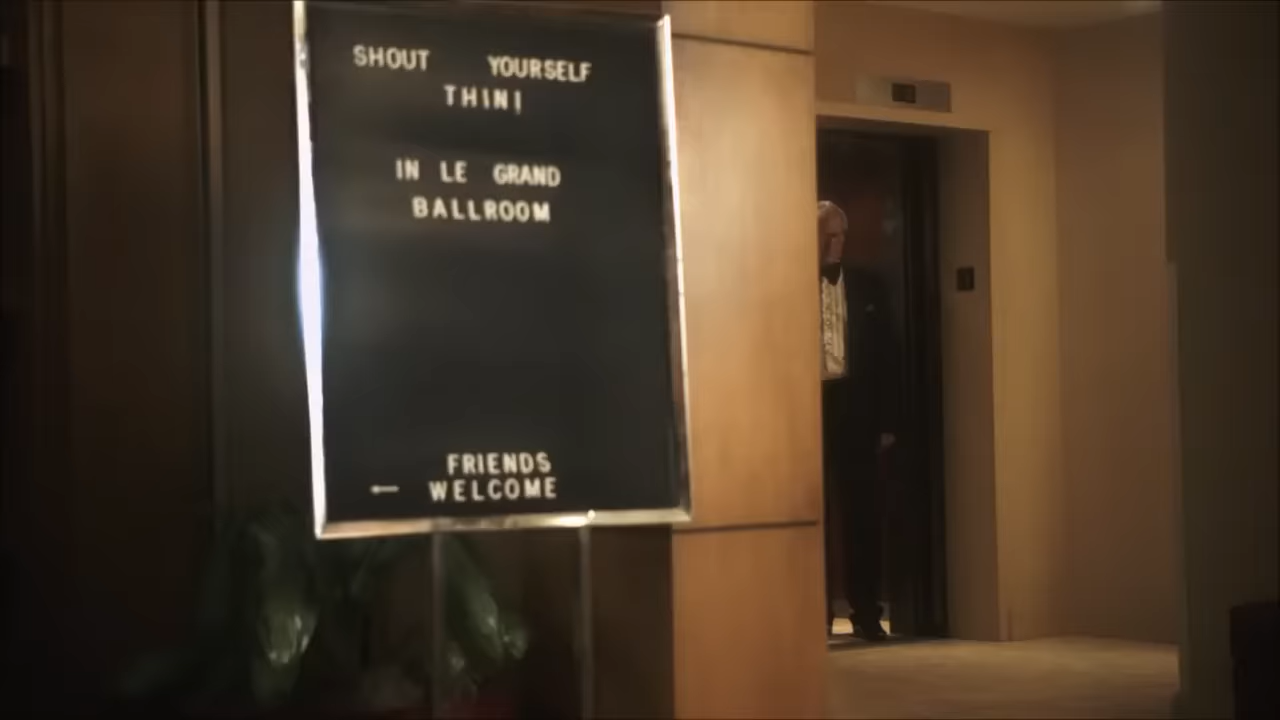 SHOUT YOURSELF
THIN!
IN LE GRAND
BALLROOM
FRIENDS
← WELCOME